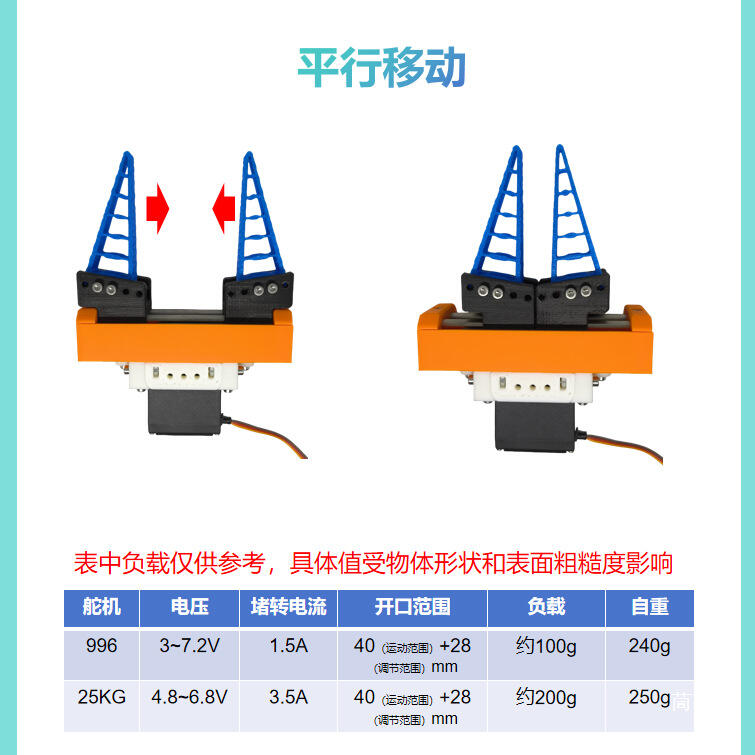 平行移动
表中负载仅供参考，具体值受物体形状和表面粗糙度影响
舵机 电压 堵转电流 开口范围 负载 自重
996 3~7.2V 1.5A 40（运动范围）+28（调节范围）mm 约100g 240g
25KG 4.8~6.8V 3.5A 40（运动范围）+28（调节范围）mm 约200g 250g